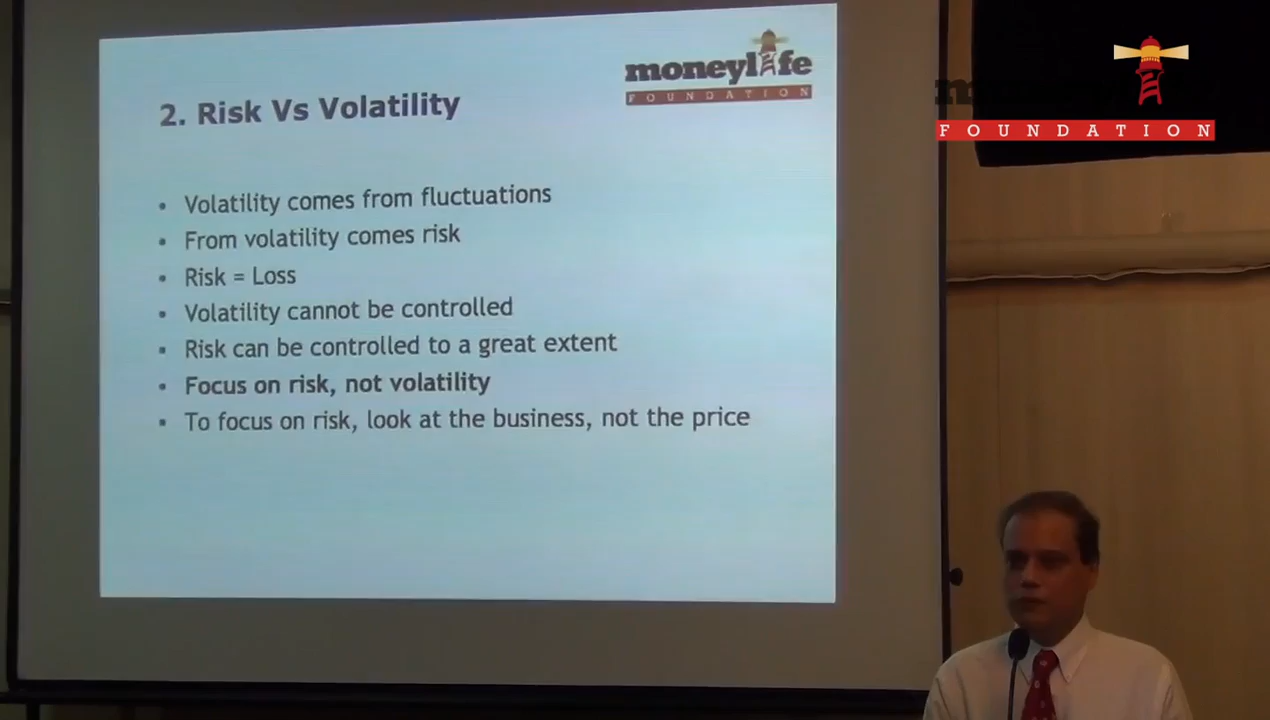 moneylife
FOUNDATION
2. Risk Vs Volatility
• Volatility comes from fluctuations
• From volatility comes risk
• Risk = Loss
• Volatility cannot be controlled
• Risk can be controlled to a great extent
• Focus on risk, not volatility
• To focus on risk, look at the business, not the price
FOUNDATION